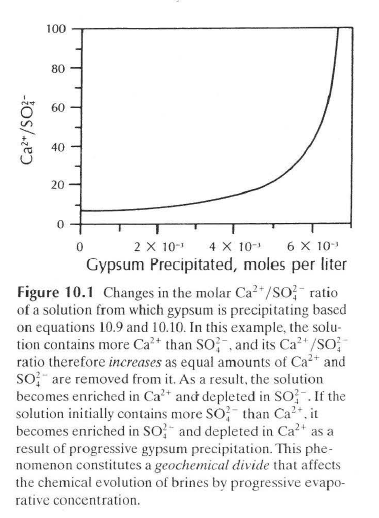 100
80
60
40
20
0
Ca²⁺/SO₄²⁻
0 2 × 10⁻³ 4 × 10⁻³ 6 × 10⁻³
Gypsum Precipitated, moles per liter
Figure 10.1 Changes in the molar Ca²⁺/SO₄²⁻ ratio
of a solution from which gypsum is precipitating based
on equations 10.9 and 10.10. In this example, the solu-
tion contains more Ca²⁺ than SO₄²⁻, and its Ca²⁺/SO₄²⁻
ratio therefore increases as equal amounts of Ca²⁺ and
SO₄²⁻ are removed from it. As a result, the solution
becomes enriched in Ca²⁺ and depleted in SO₄²⁻. If the
solution initially contains more SO₄²⁻ than Ca²⁺, it
becomes enriched in SO₄²⁻ and depleted in Ca²⁺ as a
result of progressive gypsum precipitation. This phe-
nomenon constitutes a geochemical divide that affects
the chemical evolution of brines by progressive evapo-
rative concentration.